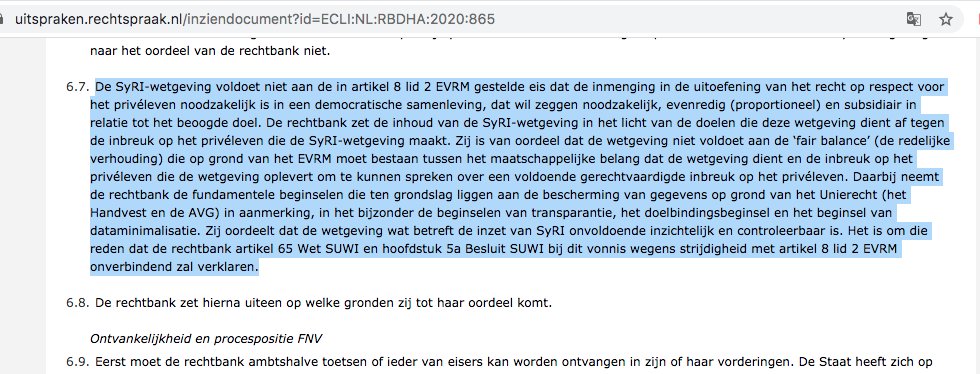 uitspraken.rechtspraak.nl/inziendocument?id=ECLI:NL:RBDHA:2020:865
naar het oordeel van de rechtbank niet.
6.7. De SyRI-wetgeving voldoet niet aan de in artikel 8 lid 2 EVRM gestelde eis dat de inmenging in de uitoefening van het recht op respect voor
het privéleven noodzakelijk is in een democratische samenleving, dat wil zeggen noodzakelijk, evenredig (proportioneel) en subsidiair in
relatie tot het beoogde doel. De rechtbank zet de inhoud van de SyRI-wetgeving in het licht van de doelen die deze wetgeving dient af tegen
de inbreuk op het privéleven die de SyRI-wetgeving maakt. Zij is van oordeel dat de wetgeving niet voldoet aan de ‘fair balance’ (de redelijke
verhouding) die op grond van het EVRM moet bestaan tussen het maatschappelijke belang dat de wetgeving dient en de inbreuk op het
privéleven die de wetgeving oplevert om te kunnen spreken over een voldoende gerechtvaardigde inbreuk op het privéleven. Daarbij neemt
de rechtbank de fundamentele beginselen die ten grondslag liggen aan de bescherming van gegevens op grond van het Unierecht (het
Handvest en de AVG) in aanmerking, in het bijzonder de beginselen van transparantie, het doelbindingsbeginsel en het beginsel van
dataminimalisatie. Zij oordeelt dat de wetgeving wat betreft de inzet van SyRI onvoldoende inzichtelijk en controleerbaar is. Het is om die
reden dat de rechtbank artikel 65 Wet SUWI en hoofdstuk 5a Besluit SUWI bij dit vonnis wegens strijdigheid met artikel 8 lid 2 EVRM
onverbindend zal verklaren.
6.8. De rechtbank zet hierna uiteen op welke gronden zij tot haar oordeel komt.
Ontvankelijkheid en procespositie FNV
6.9. Eerst moet de rechtbank ambtshalve toetsen of ieder van eisers kan worden ontvangen in zijn of haar vorderingen. De Staat heeft zich op